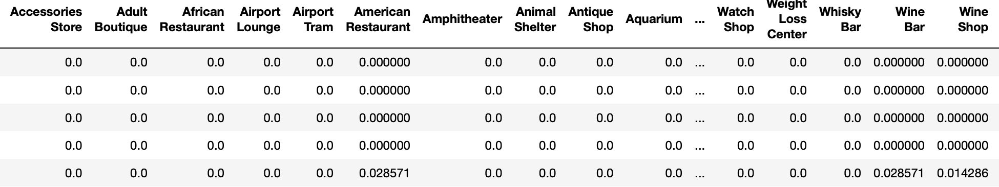 Accessories Store Adult Boutique African Restaurant Airport Lounge Airport Tram American Restaurant Amphitheater Animal Shelter Antique Shop Aquarium ... Watch Shop Weight Loss Center Whisky Bar Wine Bar Wine Shop
0.0 0.0 0.0 0.0 0.0 0.000000 0.0 0.0 0.0 0.0 ... 0.0 0.0 0.0 0.000000 0.000000
0.0 0.0 0.0 0.0 0.0 0.000000 0.0 0.0 0.0 0.0 ... 0.0 0.0 0.0 0.000000 0.000000
0.0 0.0 0.0 0.0 0.0 0.000000 0.0 0.0 0.0 0.0 ... 0.0 0.0 0.0 0.000000 0.000000
0.0 0.0 0.0 0.0 0.0 0.000000 0.0 0.0 0.0 0.0 ... 0.0 0.0 0.0 0.000000 0.000000
0.0 0.0 0.0 0.0 0.0 0.028571 0.0 0.0 0.0 0.0 ... 0.0 0.0 0.0 0.028571 0.014286